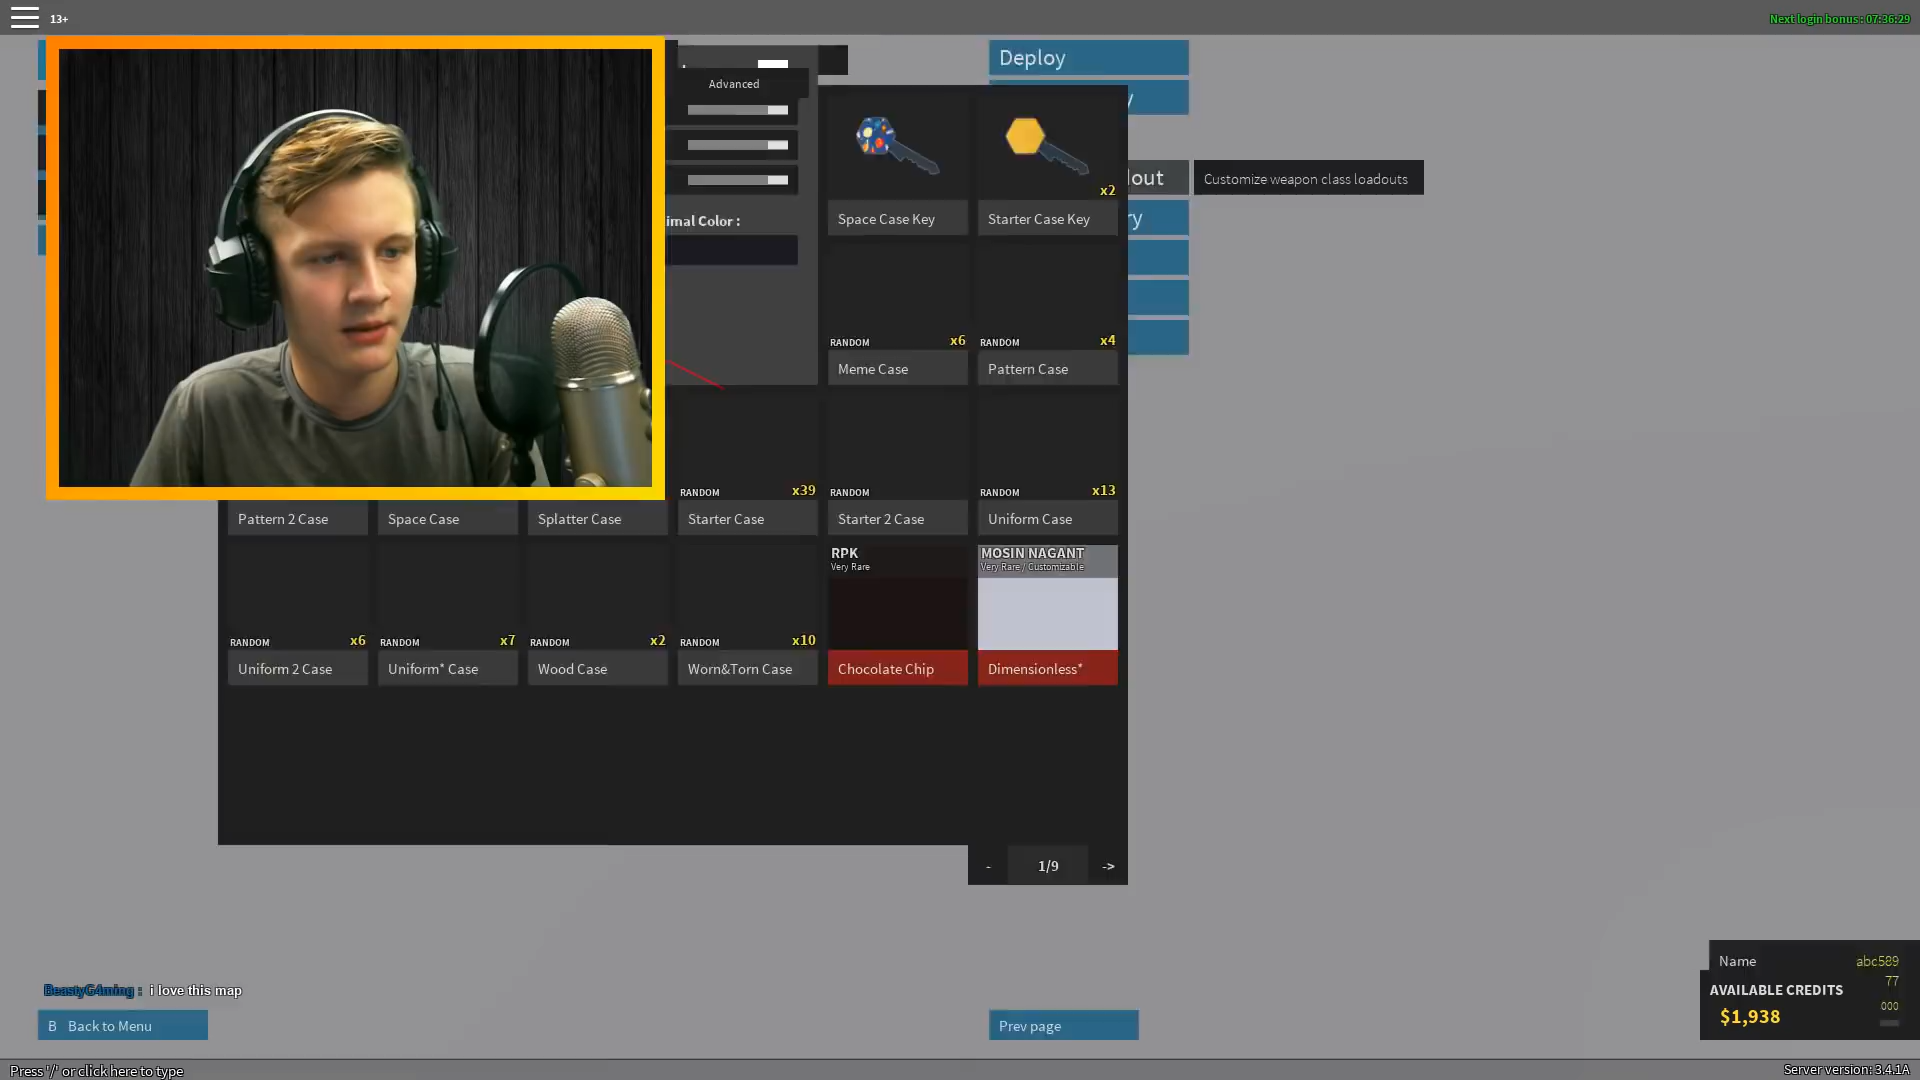 13+
Next login bonus : 07:36:29
Deploy
Advanced
x2
Space Case Key
Starter Case Key
Customize weapon class loadouts
RANDOM x6
RANDOM x4
Meme Case
Pattern Case
RANDOM x39
RANDOM
RANDOM x13
Pattern 2 Case
Space Case
Splatter Case
Starter Case
Starter 2 Case
Uniform Case
RPK
Very Rare
MOSIN NAGANT
Very Rare / Customizable
RANDOM x6
RANDOM x7
RANDOM x2
RANDOM x10
Uniform 2 Case
Uniform* Case
Wood Case
Worn&Torn Case
Chocolate Chip
Dimensionless*
- 1/9 ->
Name abc589
77
AVAILABLE CREDITS
000
$1,938
BeastyG4ming : i love this map
B Back to Menu
Prev page
Press '/' or click here to type
Server version: 3.4.1A